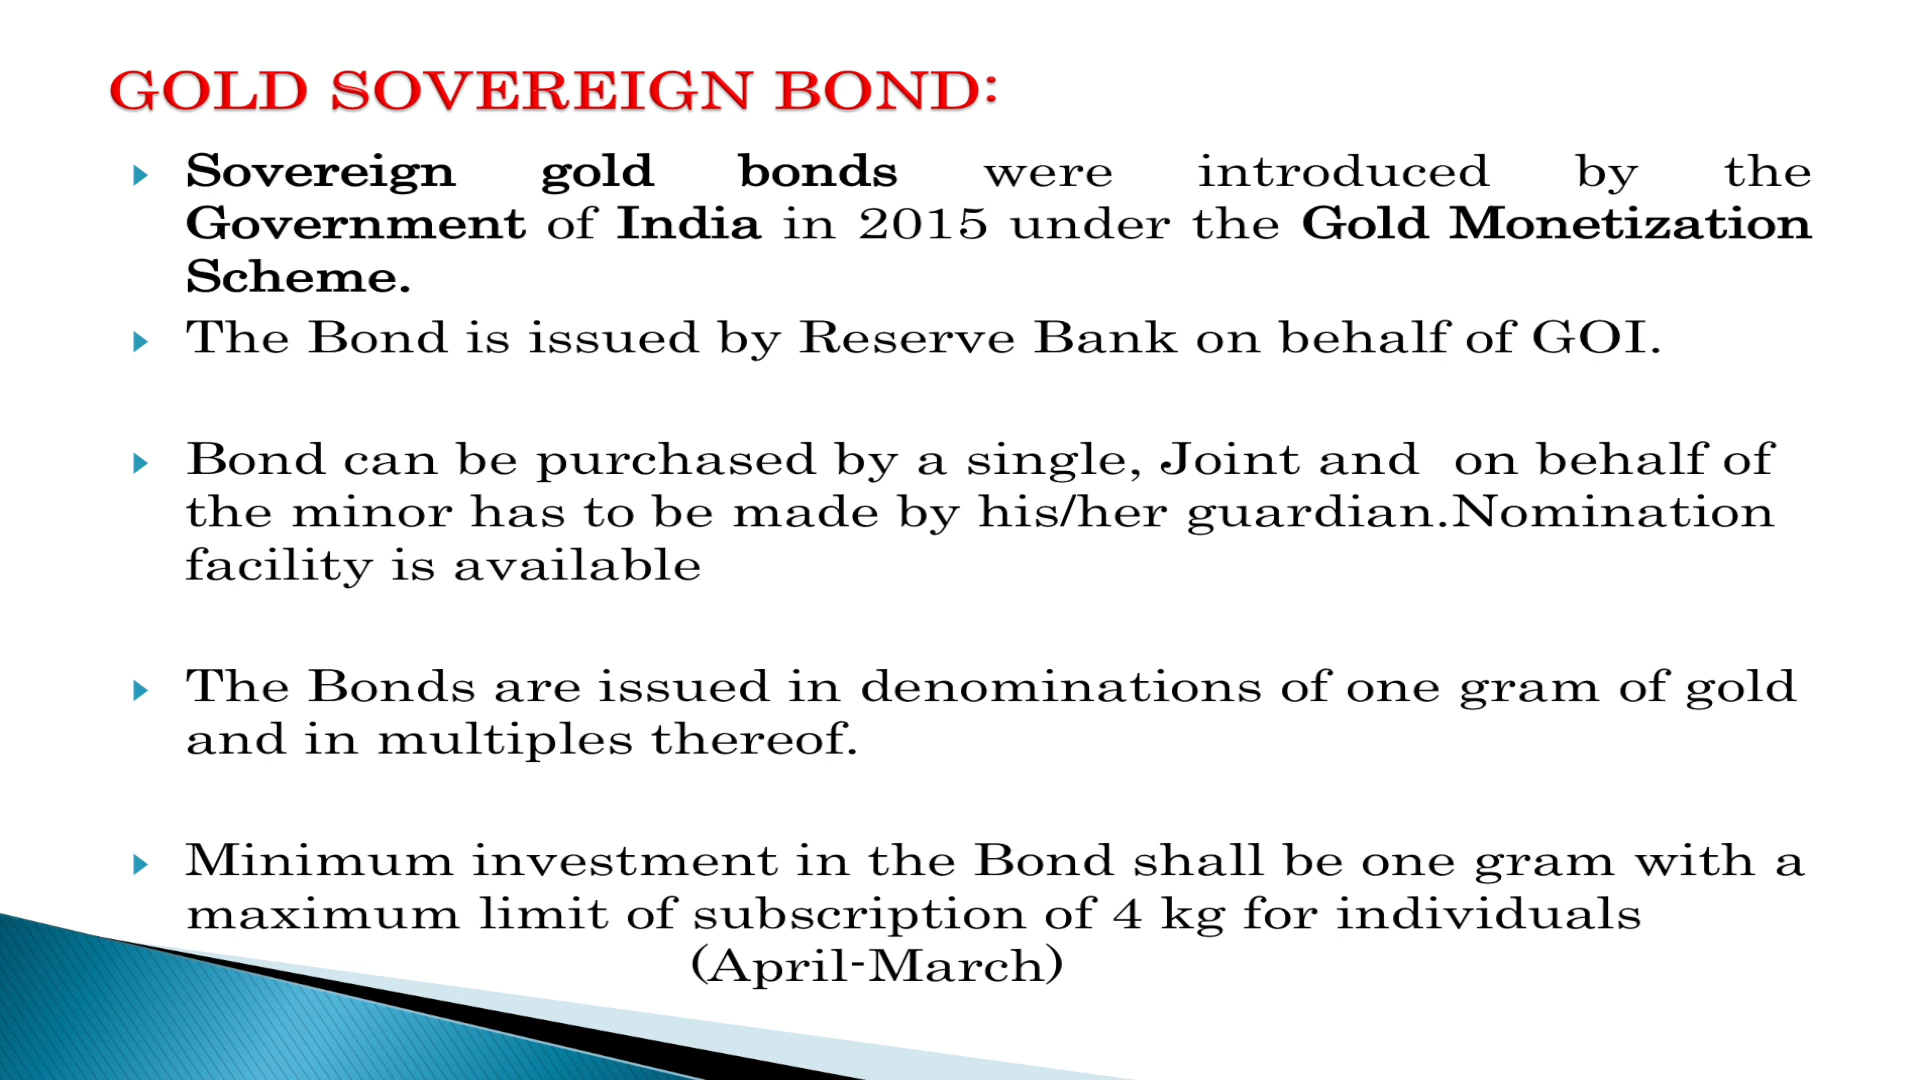 GOLD SOVEREIGN BOND:
Sovereign gold bonds were introduced by the
Government of India in 2015 under the Gold Monetization
Scheme.
The Bond is issued by Reserve Bank on behalf of GOI.
Bond can be purchased by a single, Joint and  on behalf of
the minor has to be made by his/her guardian.Nomination
facility is available
The Bonds are issued in denominations of one gram of gold
and in multiples thereof.
Minimum investment in the Bond shall be one gram with a
maximum limit of subscription of 4 kg for individuals
(April-March)